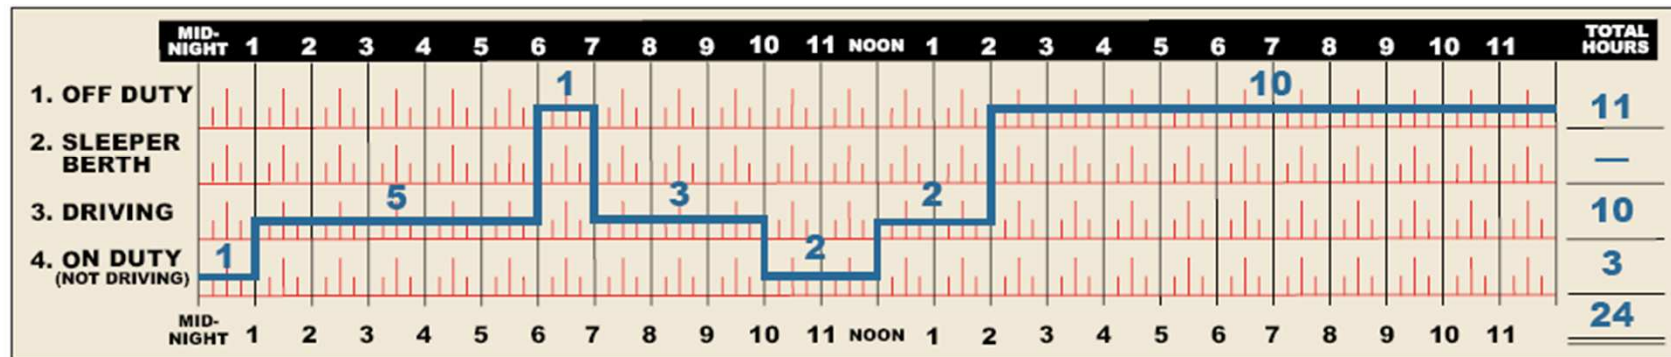 MID-NIGHT 1 2 3 4 5 6 7 8 9 10 11 NOON 1 2 3 4 5 6 7 8 9 10 11 TOTAL HOURS
1. OFF DUTY 1 10 11
2. SLEEPER BERTH —
3. DRIVING 5 3 2 10
4. ON DUTY (NOT DRIVING) 1 2 3
24
MID-NIGHT 1 2 3 4 5 6 7 8 9 10 11 NOON 1 2 3 4 5 6 7 8 9 10 11